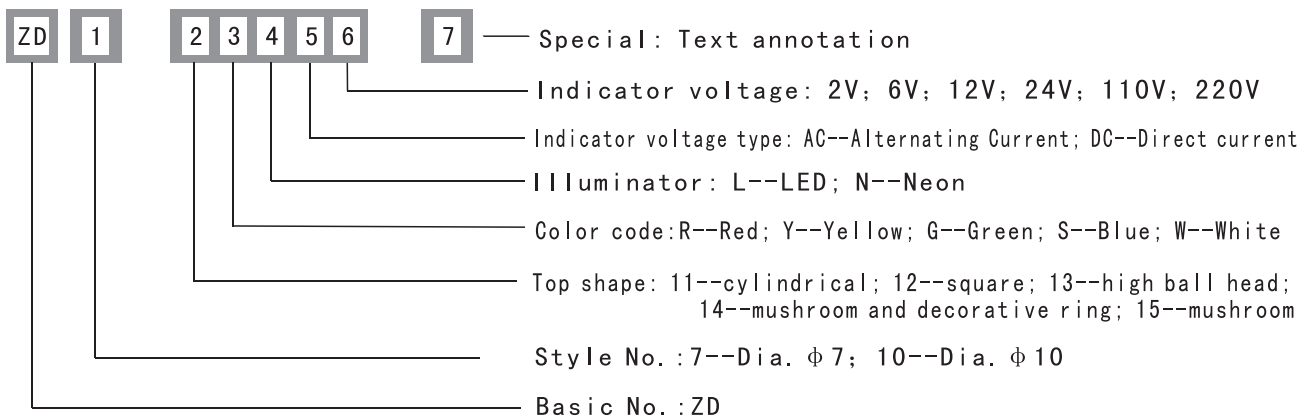 ZD 1 2 3 4 5 6 7 Special: Text annotation
Indicator voltage: 2V; 6V; 12V; 24V; 110V; 220V
Indicator voltage type: AC--Alternating Current; DC--Direct current
Illuminator: L--LED; N--Neon
Color code:R--Red; Y--Yellow; G--Green; S--Blue; W--White
Top shape: 11--cylindrical; 12--square; 13--high ball head;
14--mushroom and decorative ring; 15--mushroom
Style No.:7--Dia. φ7; 10--Dia. φ10
Basic No.:ZD